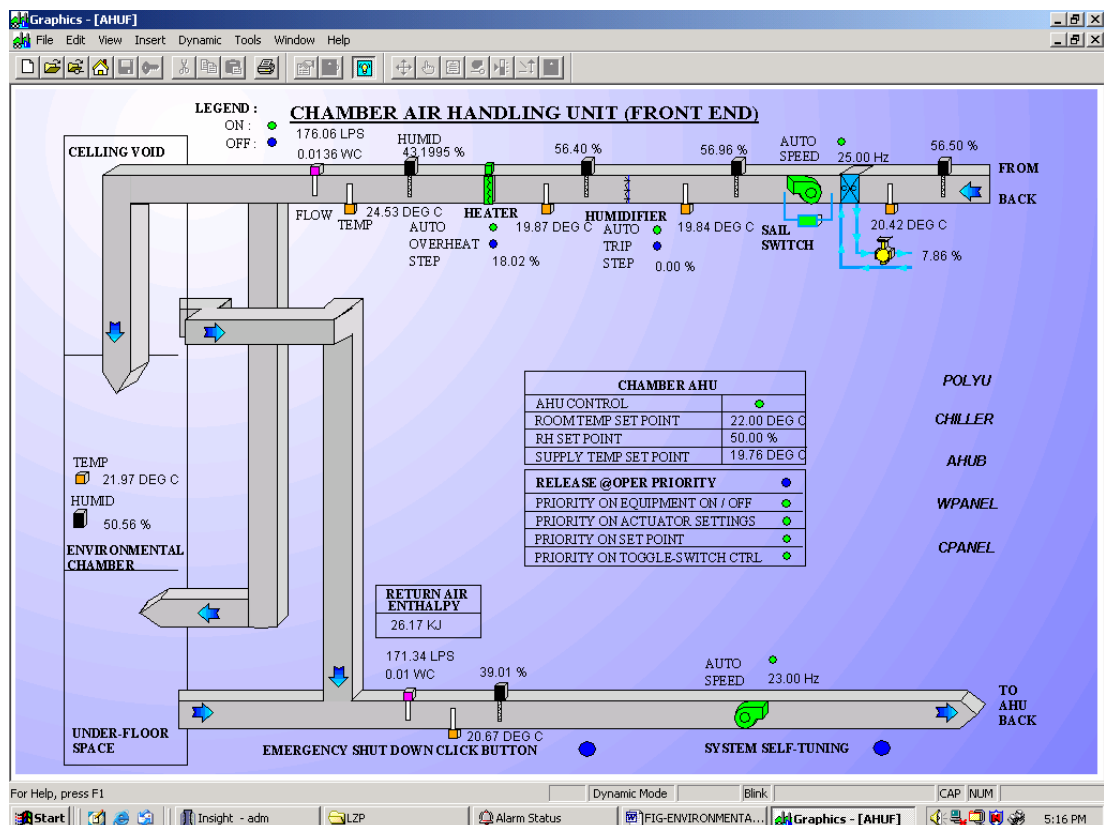 Graphics - [AHUF]
File Edit View Insert Dynamic Tools Window Help
LEGEND :
ON :
OFF :
CHAMBER AIR HANDLING UNIT (FRONT END)
176.06 LPS
0.0136 WC
HUMID
43.1995 %
56.40 %
56.96 %
AUTO
SPEED
25.00 Hz
56.50 %
FROM
BACK
CELLING VOID
FLOW
TEMP
24.53 DEG C
HEATER
AUTO
OVERHEAT
STEP
18.02 %
19.87 DEG C
HUMIDIFIER
AUTO
TRIP
STEP
0.00 %
19.84 DEG C
SAIL
SWITCH
20.42 DEG C
7.86 %
CHAMBER AHU
AHU CONTROL
ROOM TEMP SET POINT 22.00 DEG C
RH SET POINT 50.00 %
SUPPLY TEMP SET POINT 19.76 DEG C
RELEASE @OPER PRIORITY
PRIORITY ON EQUIPMENT ON / OFF
PRIORITY ON ACTUATOR SETTINGS
PRIORITY ON SET POINT
PRIORITY ON TOGGLE-SWITCH CTRL
POLYU
CHILLER
AHUB
WPANEL
CPANEL
TEMP
21.97 DEG C
HUMID
50.56 %
ENVIRONMENTAL
CHAMBER
RETURN AIR
ENTHALPY
26.17 KJ
171.34 LPS
0.01 WC
39.01 %
AUTO
SPEED
23.00 Hz
TO
AHU
BACK
UNDER-FLOOR
SPACE
20.67 DEG C
EMERGENCY SHUT DOWN CLICK BUTTON
SYSTEM SELF-TUNING
For Help, press F1
Dynamic Mode
Blink
CAP NUM
Start
Insight - adm
LZP
Alarm Status
FIG-ENVIRONMENTA...
Graphics - [AHUF]
5:16 PM